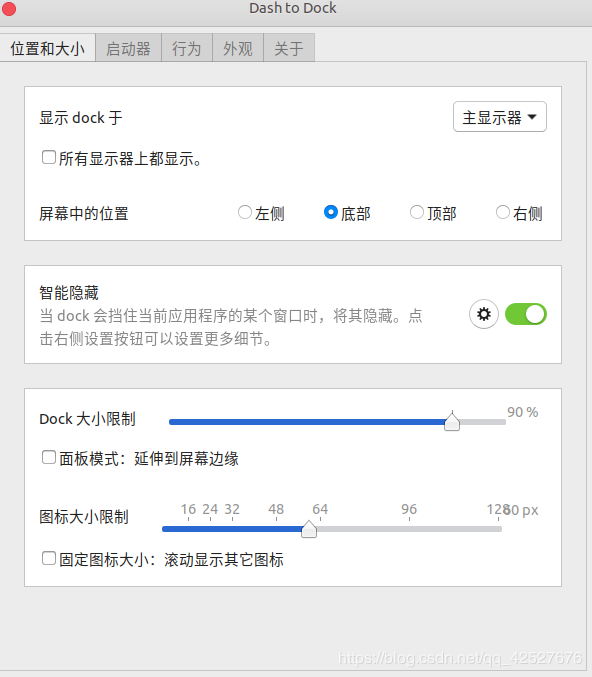 Dash to Dock
位置和大小 启动器 行为 外观 关于
显示 dock 于 主显示器
所有显示器上都显示。
屏幕中的位置 左侧 底部 顶部 右侧
智能隐藏
当 dock 会挡住当前应用程序的某个窗口时，将其隐藏。点
击右侧设置按钮可以设置更多细节。
Dock 大小限制 90 %
面板模式：延伸到屏幕边缘
16 24 32 48 64 96 128 60 px
图标大小限制
固定图标大小：滚动显示其它图标
https://blog.csdn.net/qq_42527676